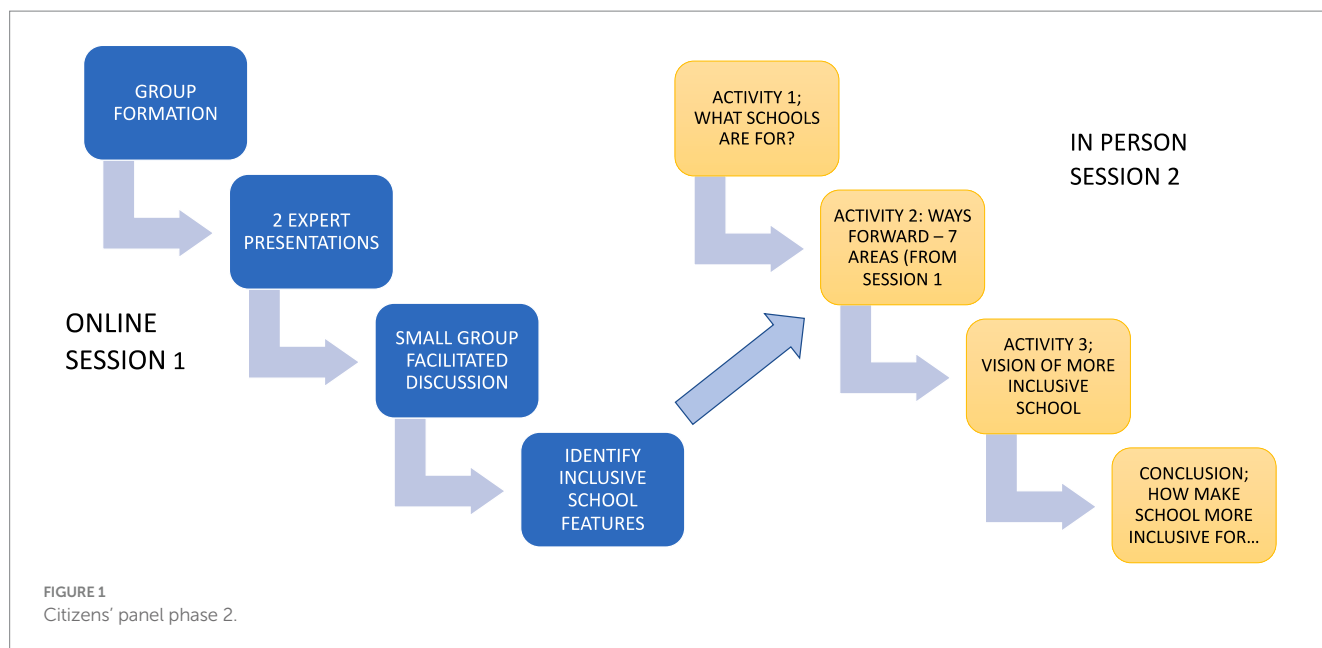 GROUP
FORMATION
2 EXPERT
PRESENTATIONS
SMALL GROUP
FACILITATED
DISCUSSION
IDENTIFY
INCLUSIVE
SCHOOL
FEATURES
ONLINE
SESSION 1
ACTIVITY 1;
WHAT SCHOOLS
ARE FOR?
ACTIVITY 2: WAYS
FORWARD – 7
AREAS (FROM
SESSION 1
ACTIVITY 3;
VISION OF MORE
INCLUSiVE
SCHOOL
CONCLUSION;
HOW MAKE
SCHOOL MORE
INCLUSIVE FOR…
IN PERSON
SESSION 2
FIGURE 1
Citizens’ panel phase 2.